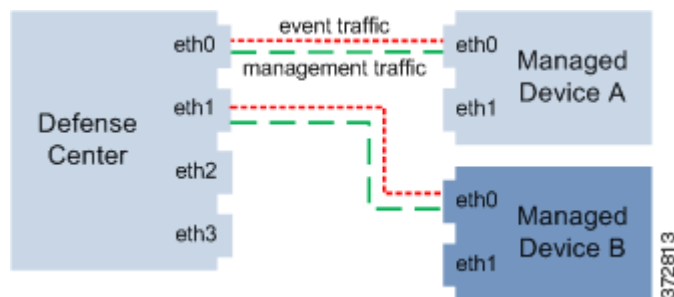 event traffic
eth0
eth0
management traffic
Managed
Device A
eth1
eth1
Defense
Center
eth2
eth0
Managed
Device B
eth3
eth1
372813